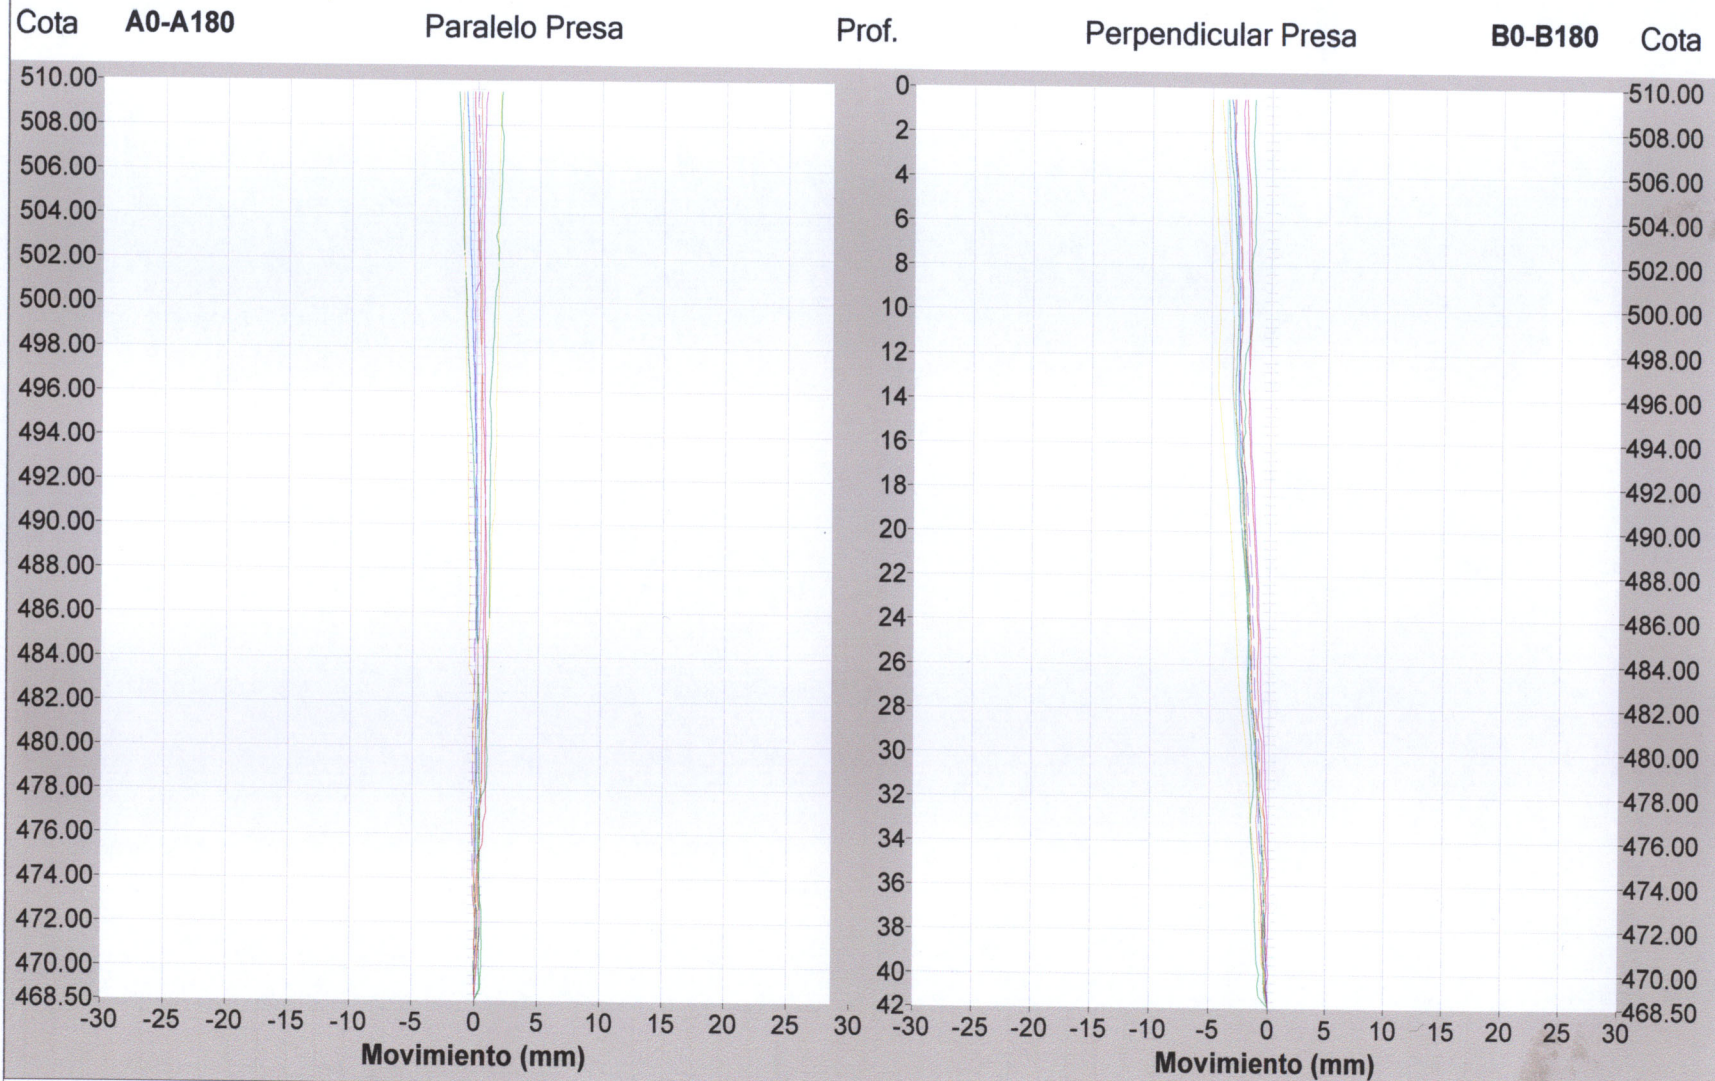 Cota A0-A180 Paralelo Presa Prof. Perpendicular Presa B0-B180 Cota
510.00 0 510.00
508.00 2 508.00
506.00 4 506.00
504.00 6 504.00
502.00 8 502.00
500.00 10 500.00
498.00 12 498.00
496.00 14 496.00
494.00 16 494.00
492.00 18 492.00
490.00 20 490.00
488.00 22 488.00
486.00 24 486.00
484.00 26 484.00
482.00 28 482.00
480.00 30 480.00
478.00 32 478.00
476.00 34 476.00
474.00 36 474.00
472.00 38 472.00
470.00 40 470.00
468.50 42 468.50
-30 -25 -20 -15 -10 -5 0 5 10 15 20 25 30 -30 -25 -20 -15 -10 -5 0 5 10 15 20 25 30
Movimiento (mm) Movimiento (mm)